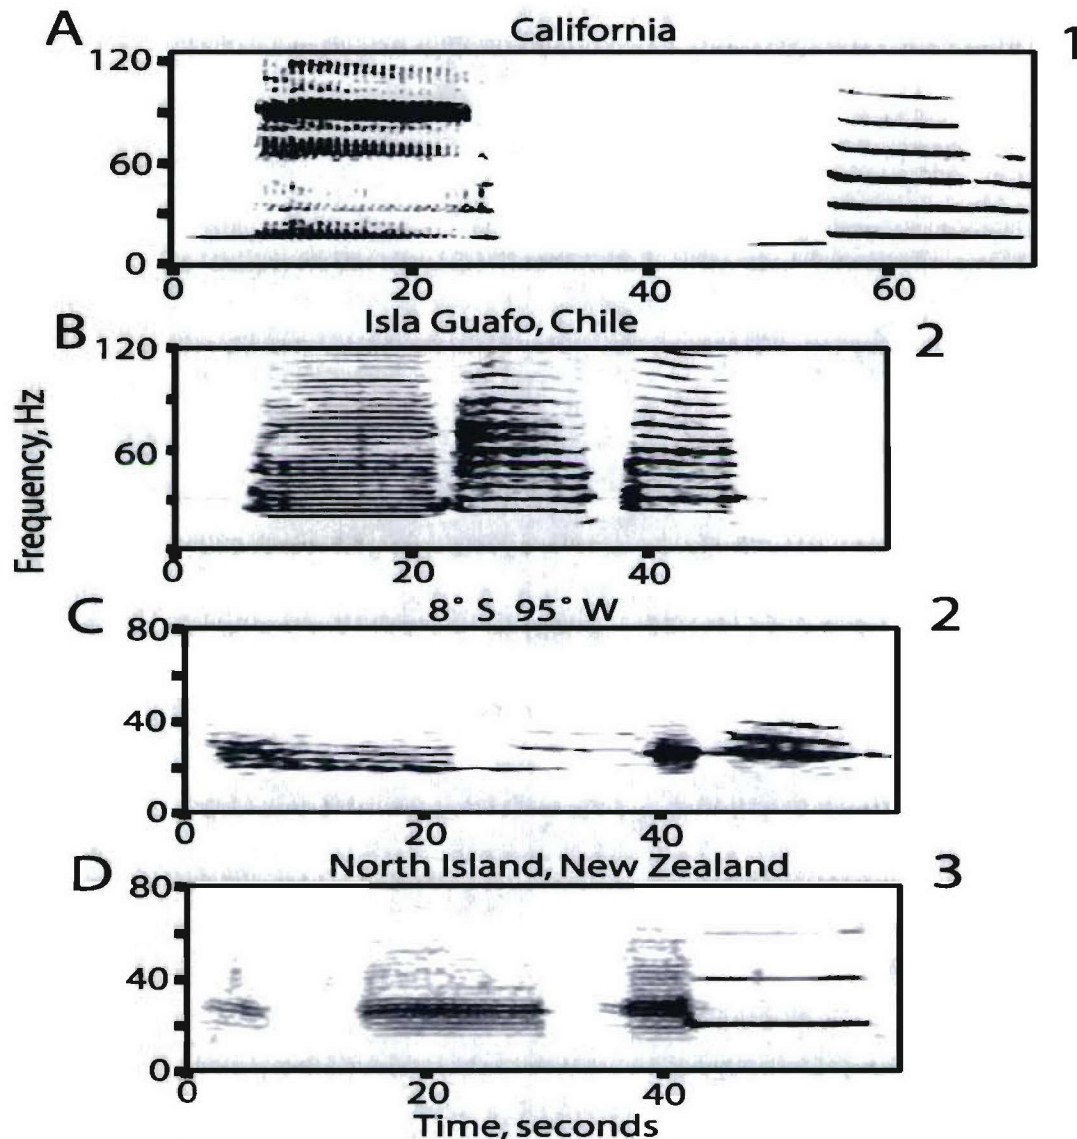 A California 1
120
60
0
0 20 40 60
B Isla Guafo, Chile 2
120
60
0 20 40
C 8° S 95° W 2
80
40
0
0 20 40
D North Island, New Zealand 3
80
40
0
0 20 40
Time, seconds
Frequency, Hz